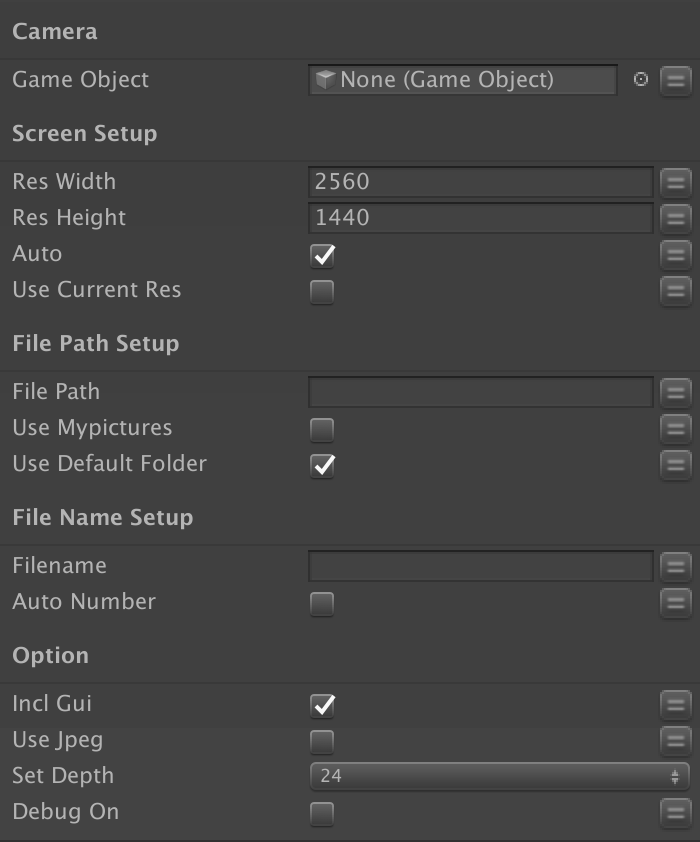 Camera
Game Object None (Game Object)
Screen Setup
Res Width 2560
Res Height 1440
Auto
Use Current Res
File Path Setup
File Path
Use Mypictures
Use Default Folder
File Name Setup
Filename
Auto Number
Option
Incl Gui
Use Jpeg
Set Depth 24
Debug On